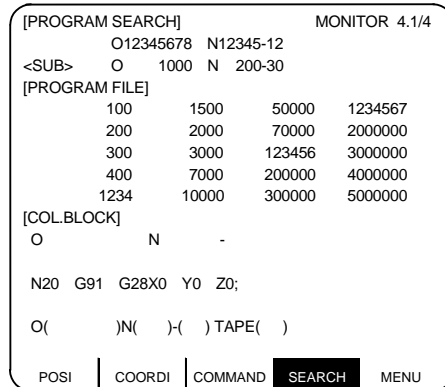 [PROGRAM SEARCH] MONITOR 4.1/4
O12345678 N12345-12
<SUB> O 1000 N 200-30
[PROGRAM FILE]
100 1500 50000 1234567
200 2000 70000 2000000
300 3000 123456 3000000
400 7000 200000 4000000
1234 10000 300000 5000000
[COL.BLOCK]
O N -
N20 G91 G28X0 Y0 Z0;
O( )N( )-( ) TAPE( )
POSI COORDI COMMAND SEARCH MENU